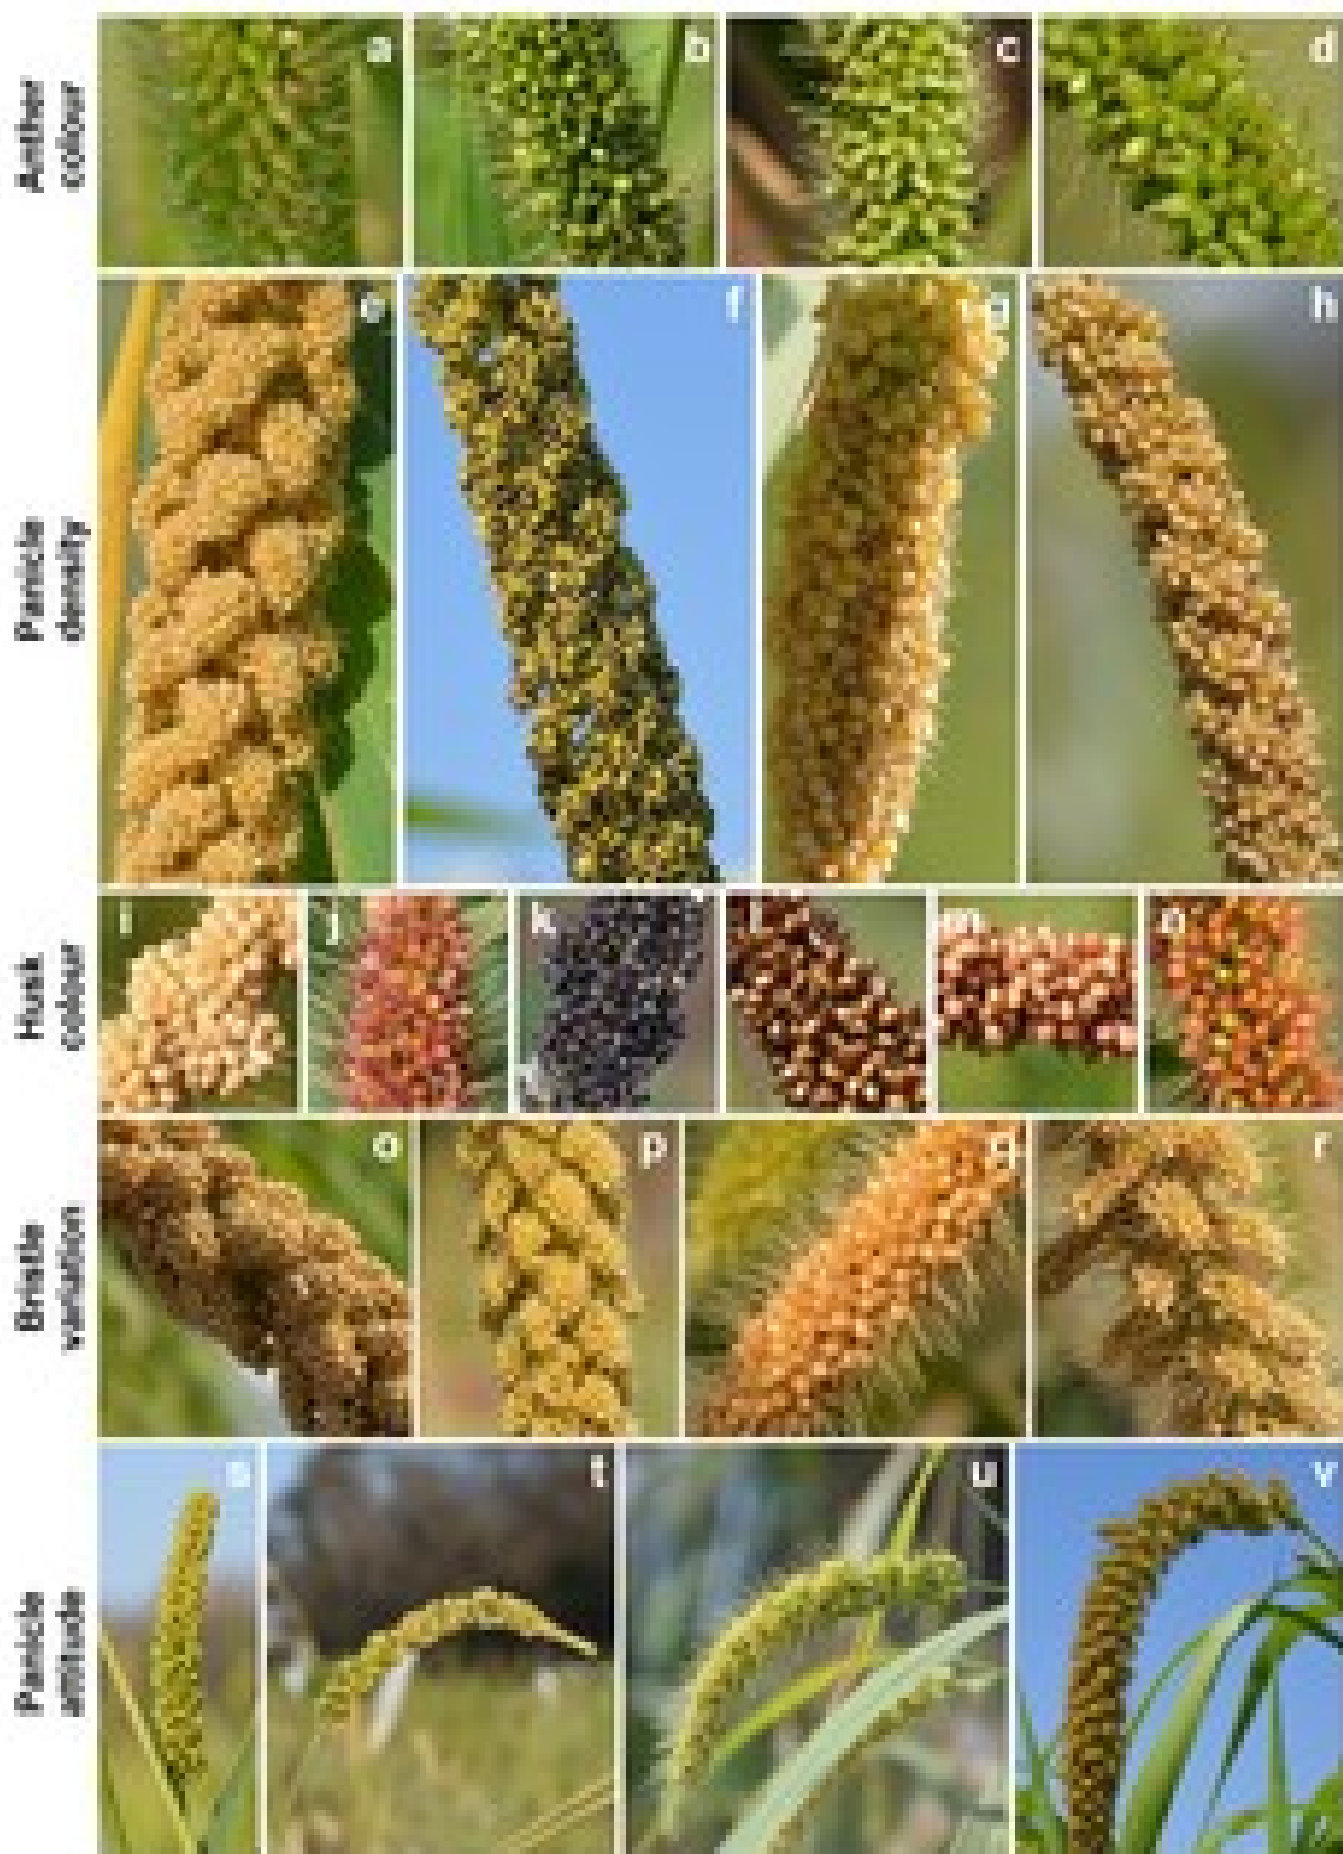 Anther
colour
a
b
c
d
Panicle
density
e
f
g
h
Husk
colour
i
j
k
l
m
o
Bristle
variation
o
p
q
r
Panicle
attitude
s
t
u
v